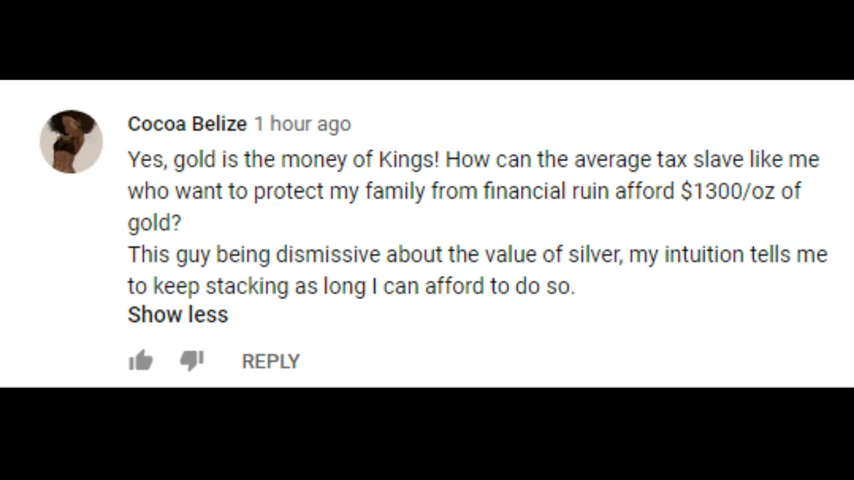 Cocoa Belize 1 hour ago
Yes, gold is the money of Kings! How can the average tax slave like me
who want to protect my family from financial ruin afford $1300/oz of
gold?
This guy being dismissive about the value of silver, my intuition tells me
to keep stacking as long I can afford to do so.
Show less
REPLY